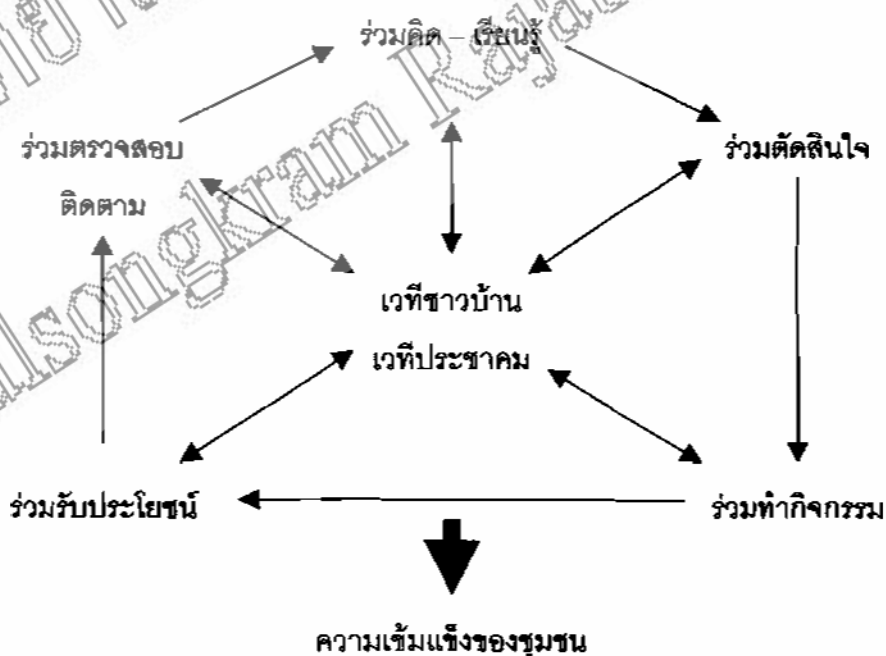 ร่วมคิด – เรียนรู้
ร่วมตรวจสอบ
ติดตาม
ร่วมตัดสินใจ
เวทีชาวบ้าน
เวทีประชาคม
ร่วมรับประโยชน์
ร่วมทำกิจกรรม
ความเข้มแข็งของชุมชน